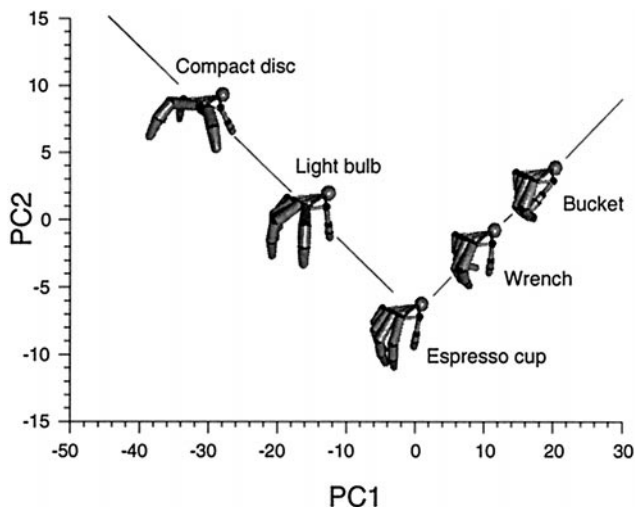 15
10
5
0
-5
-10
-15
PC2
Compact disc
Light bulb
Bucket
Wrench
Espresso cup
-50
-40
-30
-20
-10
0
10
20
30
PC1